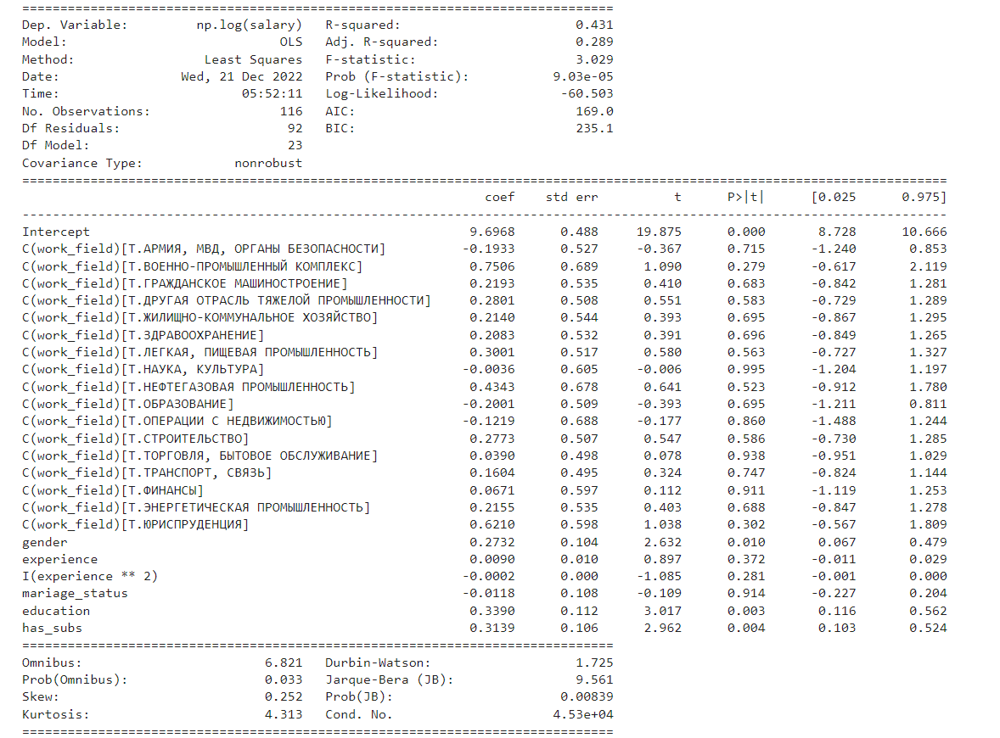 ==============================================================================
Dep. Variable:         np.log(salary)   R-squared:                       0.431
Model:                            OLS   Adj. R-squared:                  0.289
Method:                 Least Squares   F-statistic:                     3.029
Date:                Wed, 21 Dec 2022   Prob (F-statistic):           9.03e-05
Time:                        05:52:11   Log-Likelihood:                -60.503
No. Observations:                 116   AIC:                             169.0
Df Residuals:                      92   BIC:                             235.1
Df Model:                          23
Covariance Type:            nonrobust
==========================================================================================================================
coef    std err          t      P>|t|      [0.025      0.975]
--------------------------------------------------------------------------------------------------------------------------
Intercept    9.6968      0.488     19.875      0.000       8.728      10.666
C(work_field)[T.АРМИЯ, МВД, ОРГАНЫ БЕЗОПАСНОСТИ]    -0.1933      0.527     -0.367      0.715      -1.240       0.853
C(work_field)[T.ВОЕННО-ПРОМЫШЛЕННЫЙ КОМПЛЕКС]    0.7506      0.689      1.090      0.279      -0.617       2.119
C(work_field)[T.ГРАЖДАНСКОЕ МАШИНОСТРОЕНИЕ]    0.2193      0.535      0.410      0.683      -0.842       1.281
C(work_field)[T.ДРУГАЯ ОТРАСЛЬ ТЯЖЕЛОЙ ПРОМЫШЛЕННОСТИ]    0.2801      0.508      0.551      0.583      -0.729       1.289
C(work_field)[T.ЖИЛИЩНО-КОММУНАЛЬНОЕ ХОЗЯЙСТВО]    0.2140      0.544      0.393      0.695      -0.867       1.295
C(work_field)[T.ЗДРАВООХРАНЕНИЕ]    0.2083      0.532      0.391      0.696      -0.849       1.265
C(work_field)[T.ЛЕГКАЯ, ПИЩЕВАЯ ПРОМЫШЛЕННОСТЬ]    0.3001      0.517      0.580      0.563      -0.727       1.327
C(work_field)[T.НАУКА, КУЛЬТУРА]    -0.0036      0.605     -0.006      0.995      -1.204       1.197
C(work_field)[T.НЕФТЕГАЗОВАЯ ПРОМЫШЛЕННОСТЬ]    0.4343      0.678      0.641      0.523      -0.912       1.780
C(work_field)[T.ОБРАЗОВАНИЕ]    -0.2001      0.509     -0.393      0.695      -1.211       0.811
C(work_field)[T.ОПЕРАЦИИ С НЕДВИЖИМОСТЬЮ]    -0.1219      0.688     -0.177      0.860      -1.488       1.244
C(work_field)[T.СТРОИТЕЛЬСТВО]    0.2773      0.507      0.547      0.586      -0.730       1.285
C(work_field)[T.ТОРГОВЛЯ, БЫТОВОЕ ОБСЛУЖИВАНИЕ]    0.0390      0.498      0.078      0.938      -0.951       1.029
C(work_field)[T.ТРАНСПОРТ, СВЯЗЬ]    0.1604      0.495      0.324      0.747      -0.824       1.144
C(work_field)[T.ФИНАНСЫ]    0.0671      0.597      0.112      0.911      -1.119       1.253
C(work_field)[T.ЭНЕРГЕТИЧЕСКАЯ ПРОМЫШЛЕННОСТЬ]    0.2155      0.535      0.403      0.688      -0.847       1.278
C(work_field)[T.ЮРИСПРУДЕНЦИЯ]    0.6210      0.598      1.038      0.302      -0.567       1.809
gender    0.2732      0.104      2.632      0.010       0.067       0.479
experience    0.0090      0.010      0.897      0.372      -0.011       0.029
I(experience ** 2)    -0.0002      0.000     -1.085      0.281      -0.001       0.000
mariage_status    -0.0118      0.108     -0.109      0.914      -0.227       0.204
education    0.3390      0.112      3.017      0.003       0.116       0.562
has_subs    0.3139      0.106      2.962      0.004       0.103       0.524
==============================================================================
Omnibus:                        6.821   Durbin-Watson:                   1.725
Prob(Omnibus):                  0.033   Jarque-Bera (JB):                9.561
Skew:                           0.252   Prob(JB):                      0.00839
Kurtosis:                       4.313   Cond. No.                     4.53e+04
==============================================================================